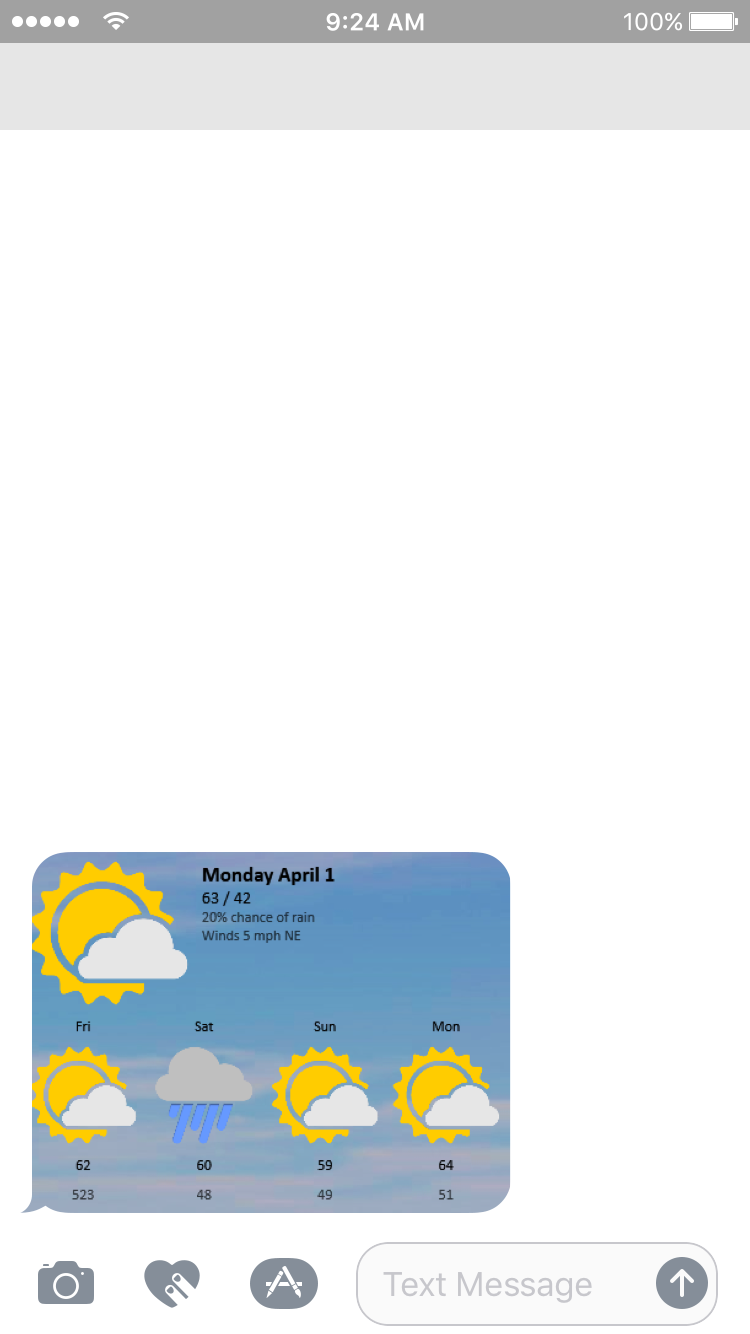 9:24 AM 100%
Monday April 1
63 / 42
20% chance of rain
Winds 5 mph NE
Fri Sat Sun Mon
62 60 59 64
523 48 49 51
Text Message